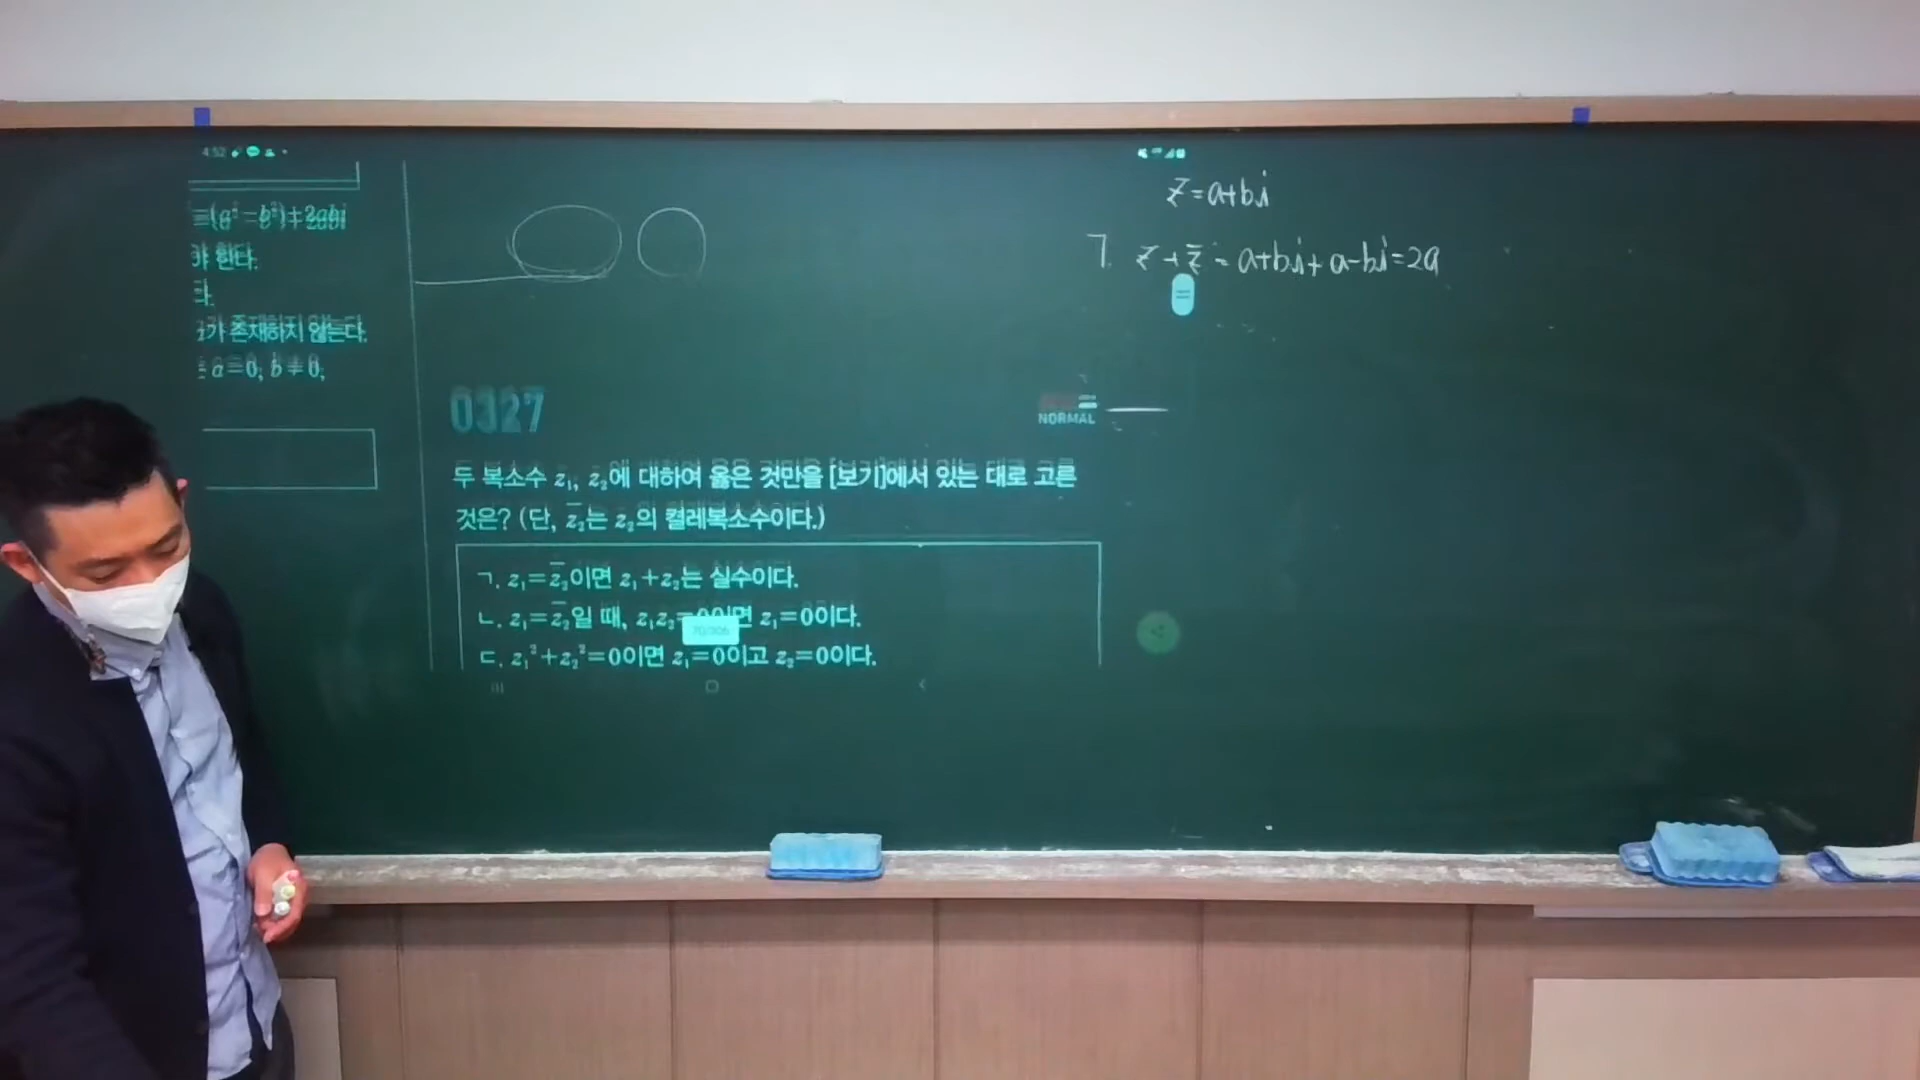 4:52
=(a²-b²)+2abi
야 한다.
다.
가 존재하지 않는다.
a=0, b≠0,
0327
NORMAL
두 복소수 z₁, z₂에 대하여 옳은 것만을 [보기]에서 있는 대로 고른
것은? (단, z̅₂는 z₂의 켤레복소수이다.)
ㄱ. z₁=z̅₂이면 z₁+z₂는 실수이다.
ㄴ. z₁=z̅₂일 때, z₁z₂=0이면 z₁=0이다.
ㄷ. z₁²+z₂²=0이면 z₁=0이고 z₂=0이다.
z=a+bi
ㄱ. z+z̅=a+bi+a-bi=2a